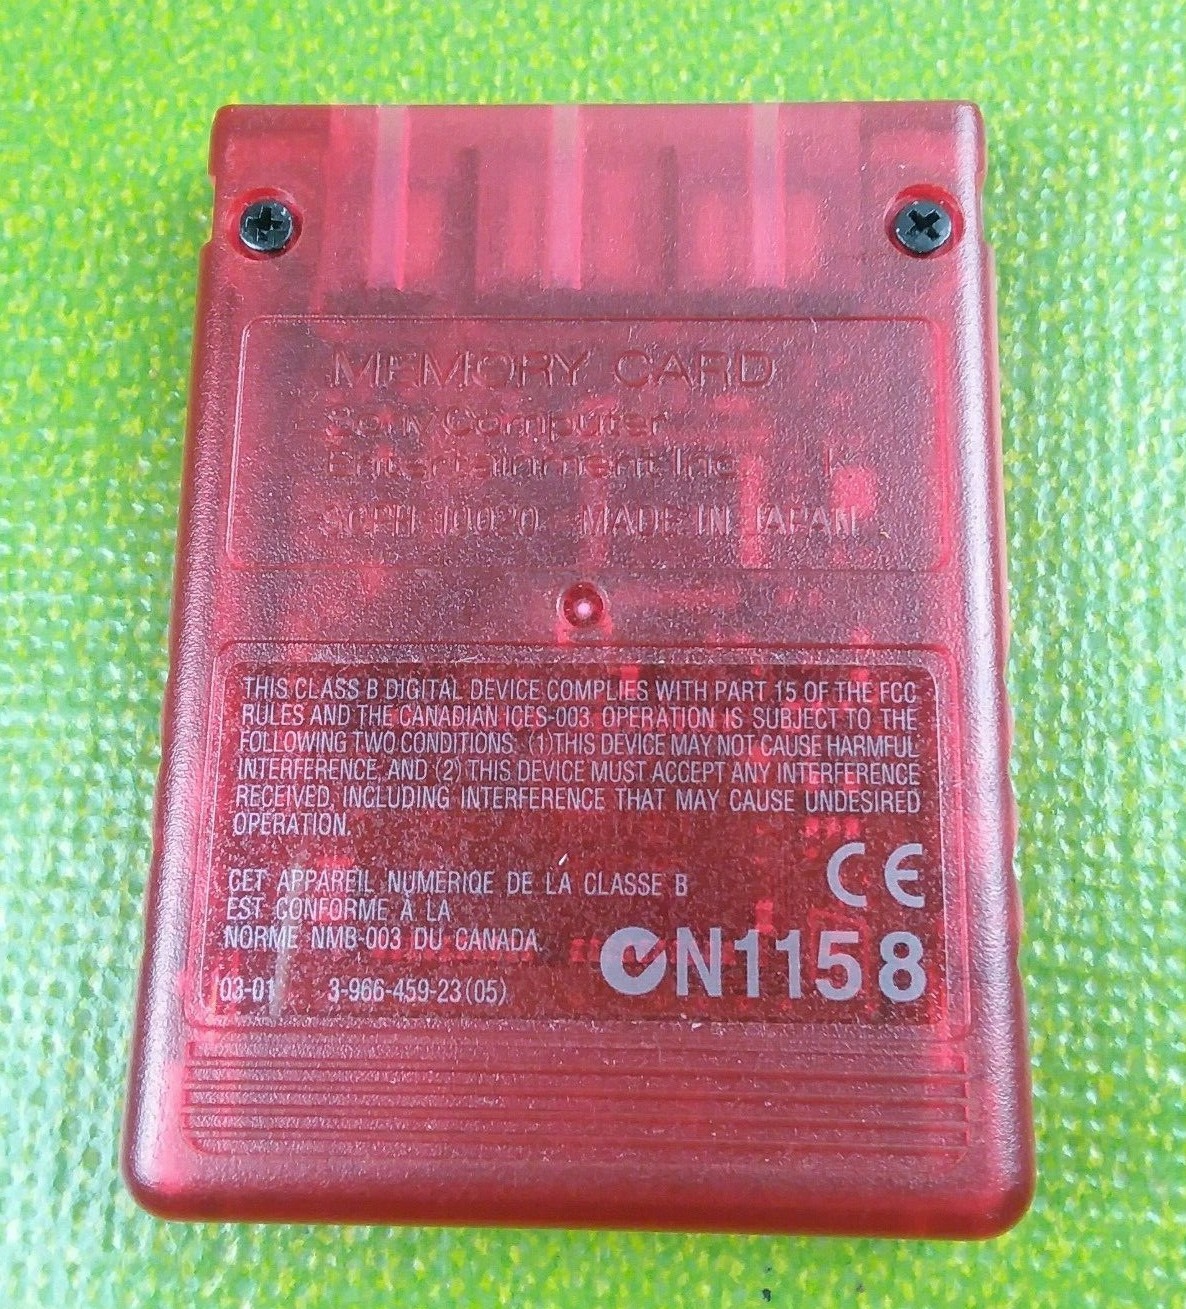 MEMORY CARD
Sony Computer
Entertainment Inc. K
SCPH-10020 MADE IN JAPAN
THIS CLASS B DIGITAL DEVICE COMPLIES WITH PART 15 OF THE FCC
RULES AND THE CANADIAN ICES-003. OPERATION IS SUBJECT TO THE
FOLLOWING TWO CONDITIONS: (1)THIS DEVICE MAY NOT CAUSE HARMFUL
INTERFERENCE, AND (2) THIS DEVICE MUST ACCEPT ANY INTERFERENCE
RECEIVED, INCLUDING INTERFERENCE THAT MAY CAUSE UNDESIRED
OPERATION.
CET APPAREIL NUMERIQE DE LA CLASSE B
EST CONFORME À LA
NORME NMB-003 DU CANADA.
CE
N1158
03-01 3-966-459-23(05)